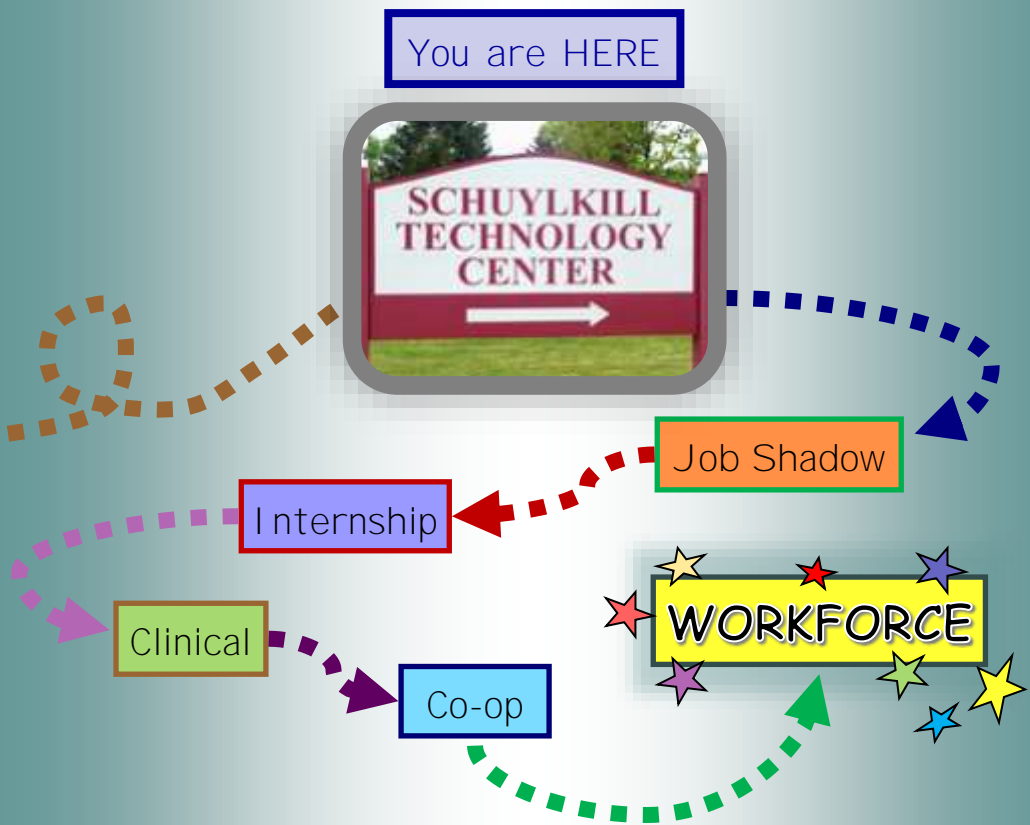 You are HERE
SCHUYLKILL
TECHNOLOGY
CENTER
Job Shadow
Internship
Clinical
WORKFORCE
Co-op